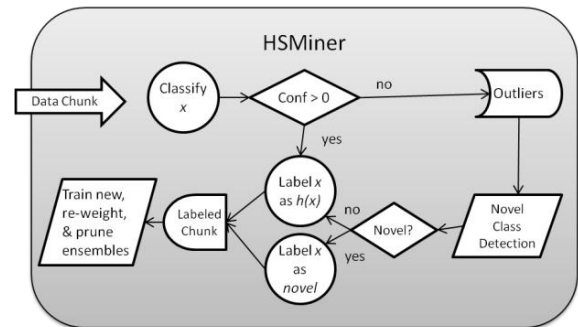 HSMiner
Data Chunk
Classify
x
Conf > 0
no
Outliers
yes
Label x
as h(x)
Novel
Class
Detection
Novel?
no
yes
Label x
as
novel
Labeled
Chunk
Train new,
re-weight,
& prune
ensembles